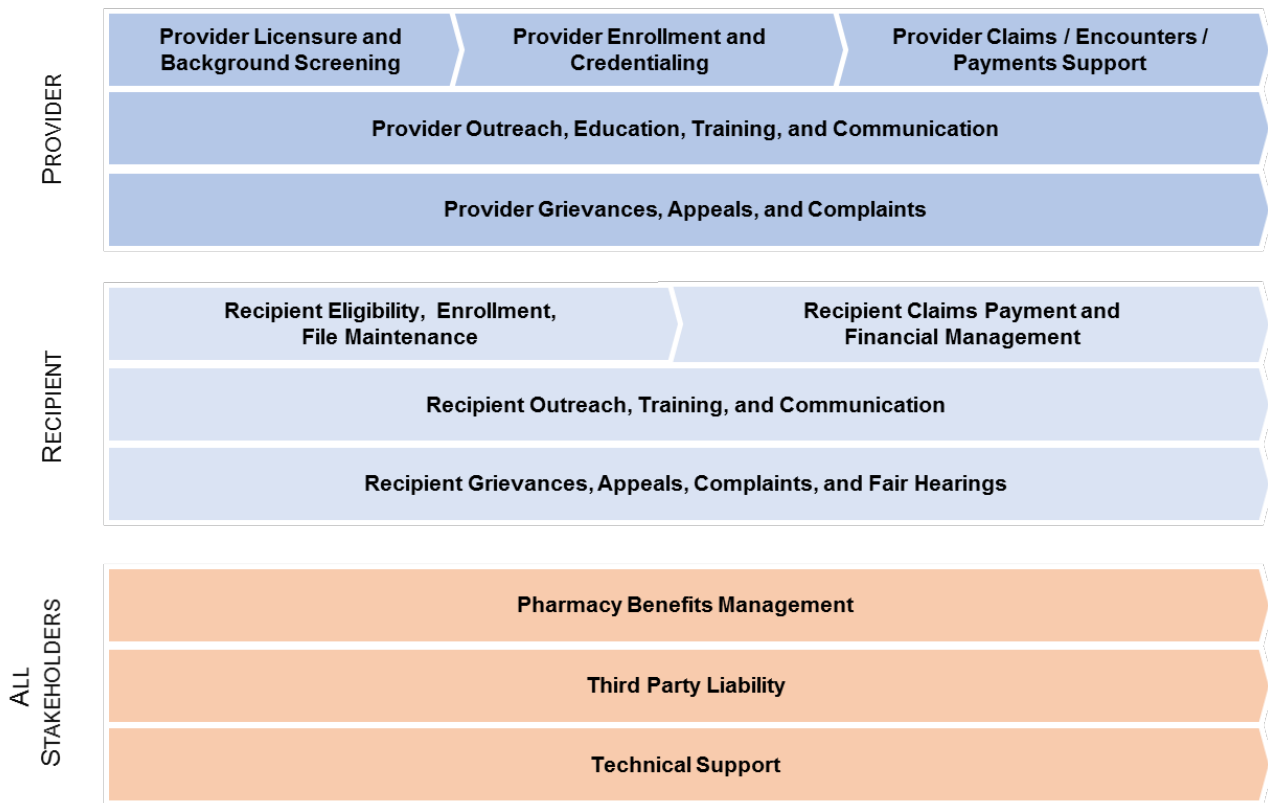 PROVIDER
Provider Licensure and
Background Screening
Provider Enrollment and
Credentialing
Provider Claims / Encounters /
Payments Support
Provider Outreach, Education, Training, and Communication
Provider Grievances, Appeals, and Complaints
RECIPIENT
Recipient Eligibility, Enrollment,
File Maintenance
Recipient Claims Payment and
Financial Management
Recipient Outreach, Training, and Communication
Recipient Grievances, Appeals, Complaints, and Fair Hearings
ALL
STAKEHOLDERS
Pharmacy Benefits Management
Third Party Liability
Technical Support